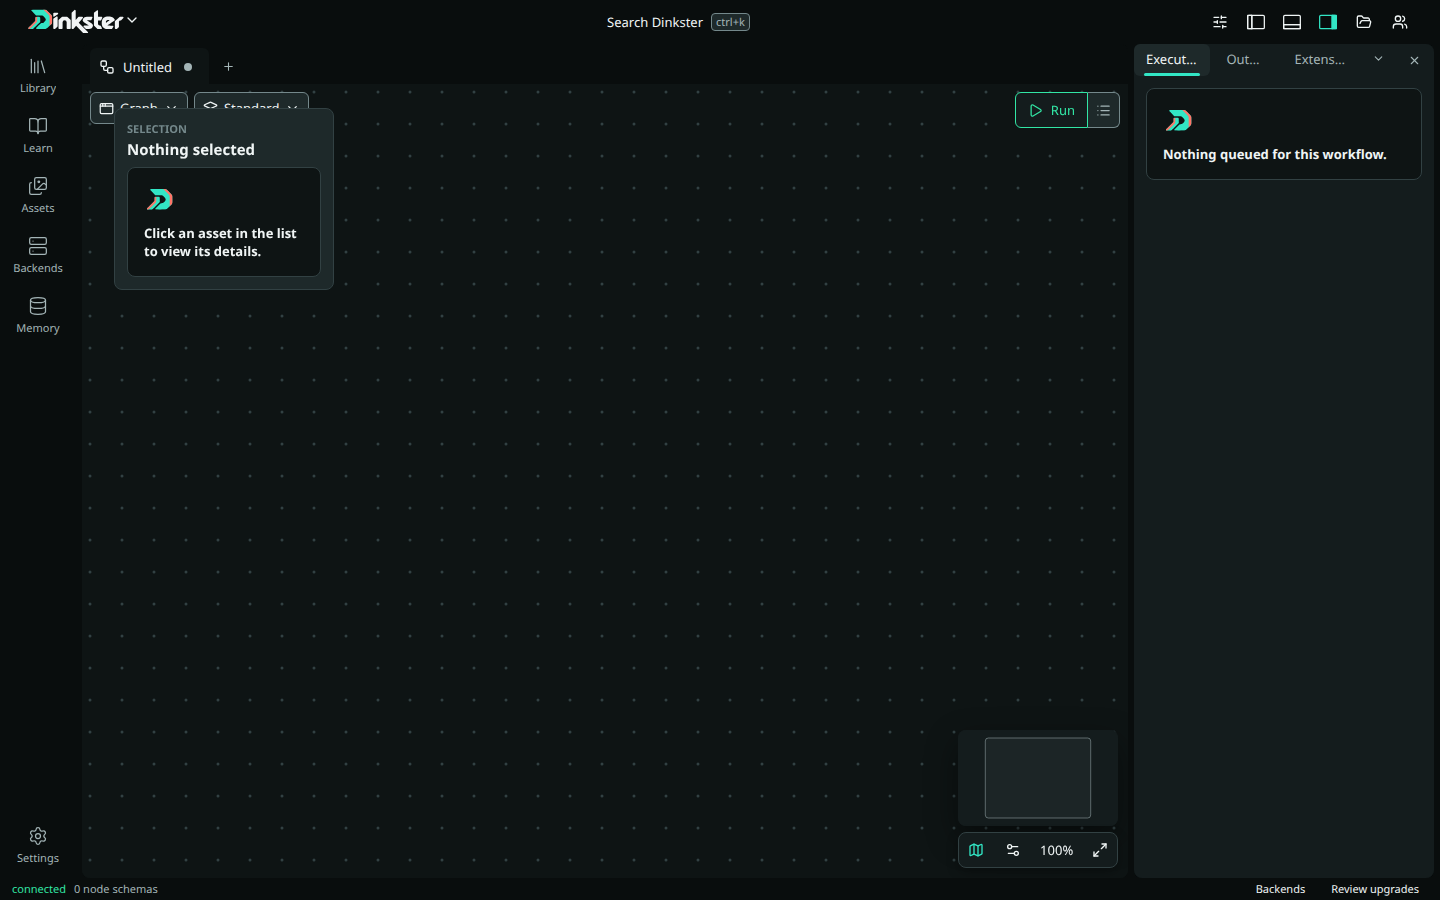 Dinkster
Search Dinkster ctrl+k
Library
Learn
Assets
Backends
Memory
Settings
Untitled
Graph
Standard
SELECTION
Nothing selected
Click an asset in the list
to view its details.
Run
Execut...
Out...
Extens...
Nothing queued for this workflow.
100%
connected 0 node schemas
Backends
Review upgrades